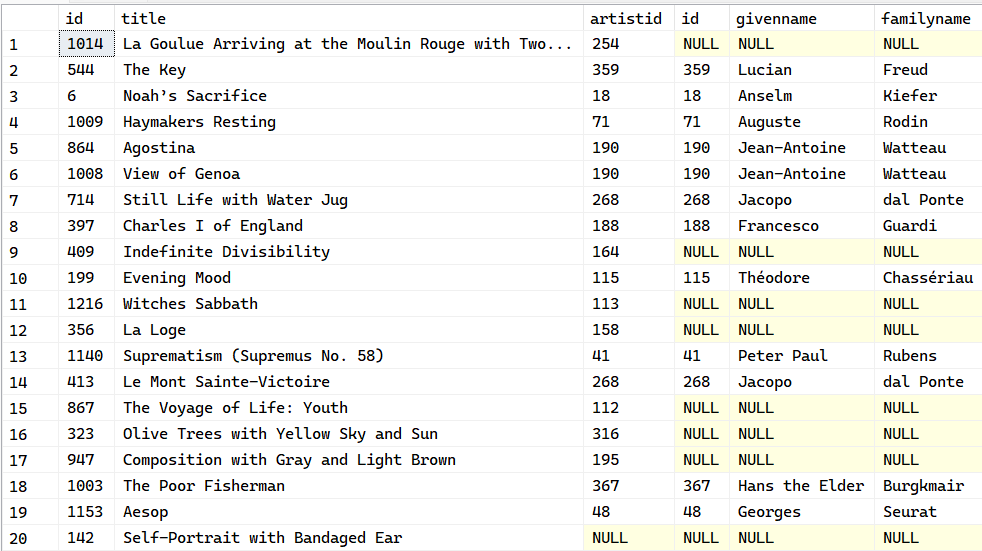 id title artistid id givenname familyname
1 1014 La Goulue Arriving at the Moulin Rouge with Two... 254 NULL NULL NULL
2 544 The Key 359 359 Lucian Freud
3 6 Noah's Sacrifice 18 18 Anselm Kiefer
4 1009 Haymakers Resting 71 71 Auguste Rodin
5 864 Agostina 190 190 Jean-Antoine Watteau
6 1008 View of Genoa 190 190 Jean-Antoine Watteau
7 714 Still Life with Water Jug 268 268 Jacopo dal Ponte
8 397 Charles I of England 188 188 Francesco Guardi
9 409 Indefinite Divisibility 164 NULL NULL NULL
10 199 Evening Mood 115 115 Théodore Chassériau
11 1216 Witches Sabbath 113 NULL NULL NULL
12 356 La Loge 158 NULL NULL NULL
13 1140 Suprematism (Supremus No. 58) 41 41 Peter Paul Rubens
14 413 Le Mont Sainte-Victoire 268 268 Jacopo dal Ponte
15 867 The Voyage of Life: Youth 112 NULL NULL NULL
16 323 Olive Trees with Yellow Sky and Sun 316 NULL NULL NULL
17 947 Composition with Gray and Light Brown 195 NULL NULL NULL
18 1003 The Poor Fisherman 367 367 Hans the Elder Burgkmair
19 1153 Aesop 48 48 Georges Seurat
20 142 Self-Portrait with Bandaged Ear NULL NULL NULL NULL